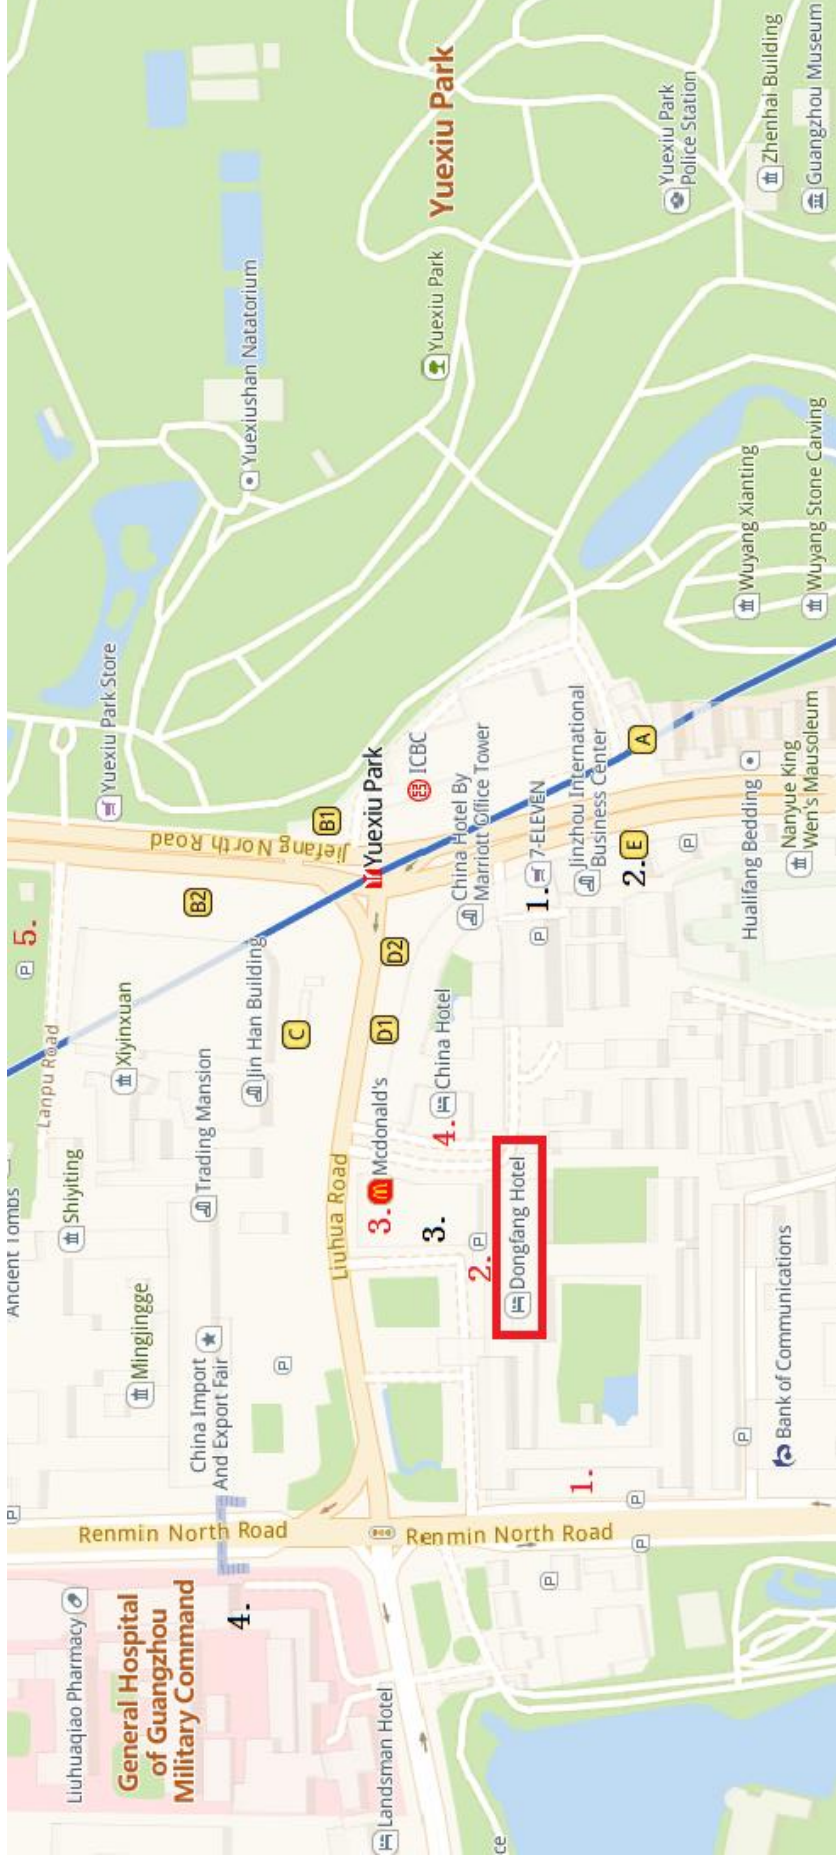 Ancient Tombs
P
P
5.
Lanpu Road
Liuhuaqiao Pharmacy
Shiyiting
Yuexiu Park Store
Renmin North Road
Mingjingge
Xiyinxuan
General Hospital
of Guangzhou
Military Command
Jiefang North Road
China Import
And Export Fair
Trading Mansion
B2
4.
Jin Han Building
Yuexiushan Natatorium
P
C
B1
Liuhua Road
Landsman Hotel
3.
Mcdonald's
D1
D2
Yuexiu Park
ICBC
Renmin North Road
3.
4.
China Hotel
Yuexiu Park
Yuexiu Park
2.
P
China Hotel By
Marriott Office Tower
ce
Dongfang Hotel
P
1.
7-ELEVEN
P
1.
Jinzhou International
Business Center
P
P
2.
E
A
Yuexiu Park
Police Station
P
P
Bank of Communications
Hualifang Bedding
Wuyang Xianting
Zhenhai Building
Nanyue King
Wen's Mausoleum
Wuyang Stone Carving
Guangzhou Museum